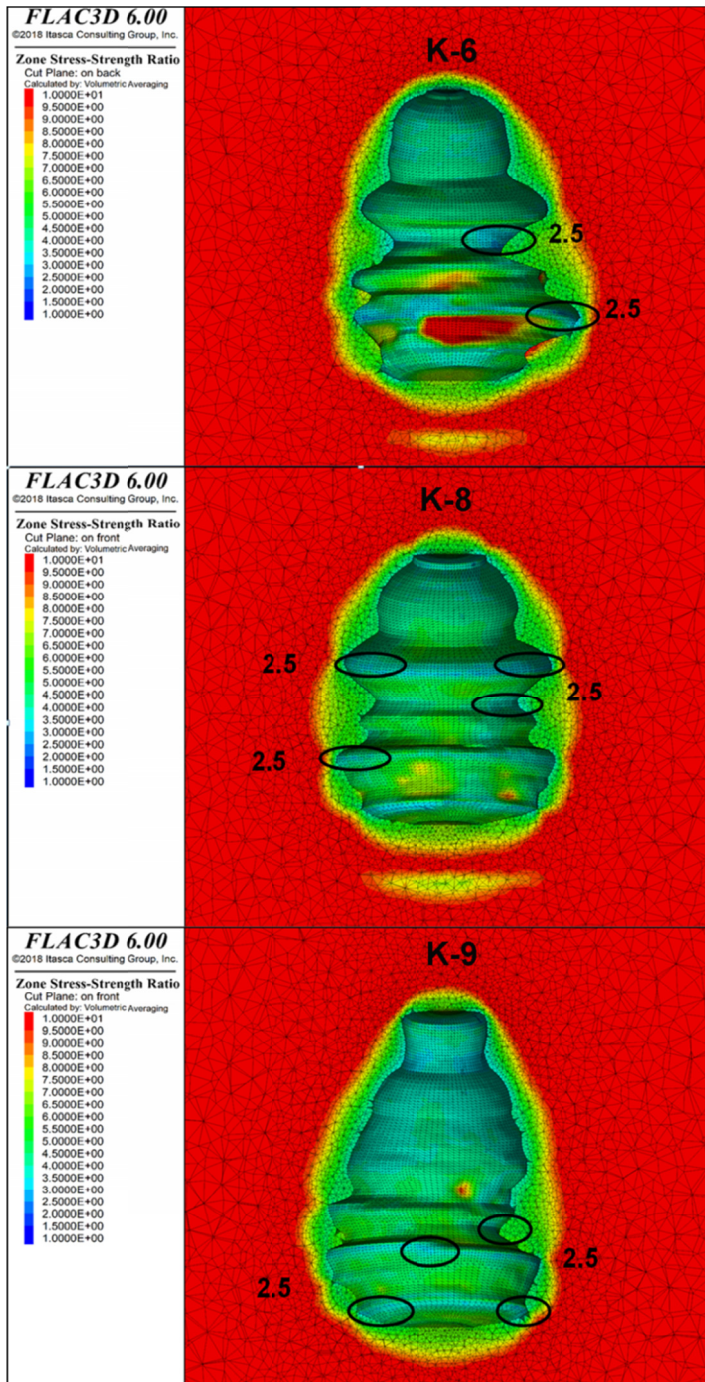 FLAC3D 6.00
©2018 Itasca Consulting Group, Inc.
Zone Stress-Strength Ratio
Cut Plane: on back
Calculated by: Volumetric Averaging
1.0000E+01
9.5000E+00
9.0000E+00
8.5000E+00
8.0000E+00
7.5000E+00
7.0000E+00
6.5000E+00
6.0000E+00
5.5000E+00
5.0000E+00
4.5000E+00
4.0000E+00
3.5000E+00
3.0000E+00
2.5000E+00
2.0000E+00
1.5000E+00
1.0000E+00
K-6
2.5
2.5
FLAC3D 6.00
©2018 Itasca Consulting Group, Inc.
Zone Stress-Strength Ratio
Cut Plane: on front
Calculated by: Volumetric Averaging
1.0000E+01
9.5000E+00
9.0000E+00
8.5000E+00
8.0000E+00
7.5000E+00
7.0000E+00
6.5000E+00
6.0000E+00
5.5000E+00
5.0000E+00
4.5000E+00
4.0000E+00
3.5000E+00
3.0000E+00
2.5000E+00
2.0000E+00
1.5000E+00
1.0000E+00
K-8
2.5
2.5
2.5
FLAC3D 6.00
©2018 Itasca Consulting Group, Inc.
Zone Stress-Strength Ratio
Cut Plane: on front
Calculated by: Volumetric Averaging
1.0000E+01
9.5000E+00
9.0000E+00
8.5000E+00
8.0000E+00
7.5000E+00
7.0000E+00
6.5000E+00
6.0000E+00
5.5000E+00
5.0000E+00
4.5000E+00
4.0000E+00
3.5000E+00
3.0000E+00
2.5000E+00
2.0000E+00
1.5000E+00
1.0000E+00
K-9
2.5
2.5